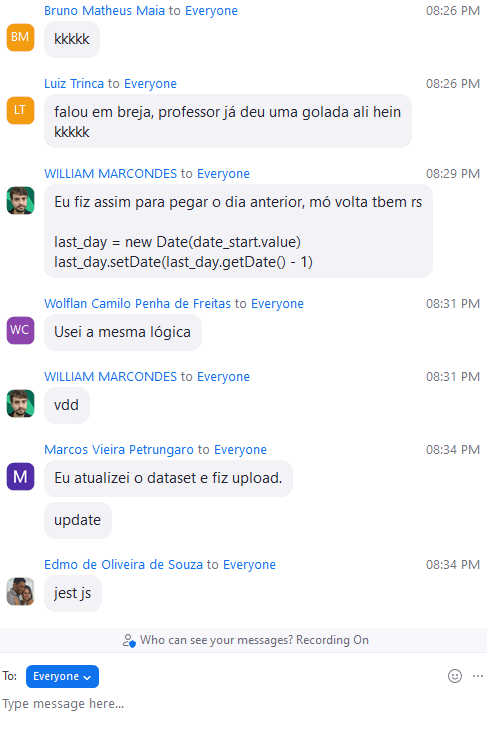 Bruno Matheus Maia to Everyone 08:26 PM
BM
kkkkk
Luiz Trinca to Everyone 08:26 PM
LT
falou em breja, professor já deu uma golada ali hein
kkkkk
WILLIAM MARCONDES to Everyone 08:29 PM
Eu fiz assim para pegar o dia anterior, mó volta tbem rs
last_day = new Date(date_start.value)
last_day.setDate(last_day.getDate() - 1)
Wolflan Camilo Penha de Freitas to Everyone 08:31 PM
WC
Usei a mesma lógica
WILLIAM MARCONDES to Everyone 08:31 PM
vdd
Marcos Vieira Petrungaro to Everyone 08:34 PM
M
Eu atualizei o dataset e fiz upload.
update
Edmo de Oliveira de Souza to Everyone 08:34 PM
jest js
Who can see your messages? Recording On
To: Everyone
Type message here...